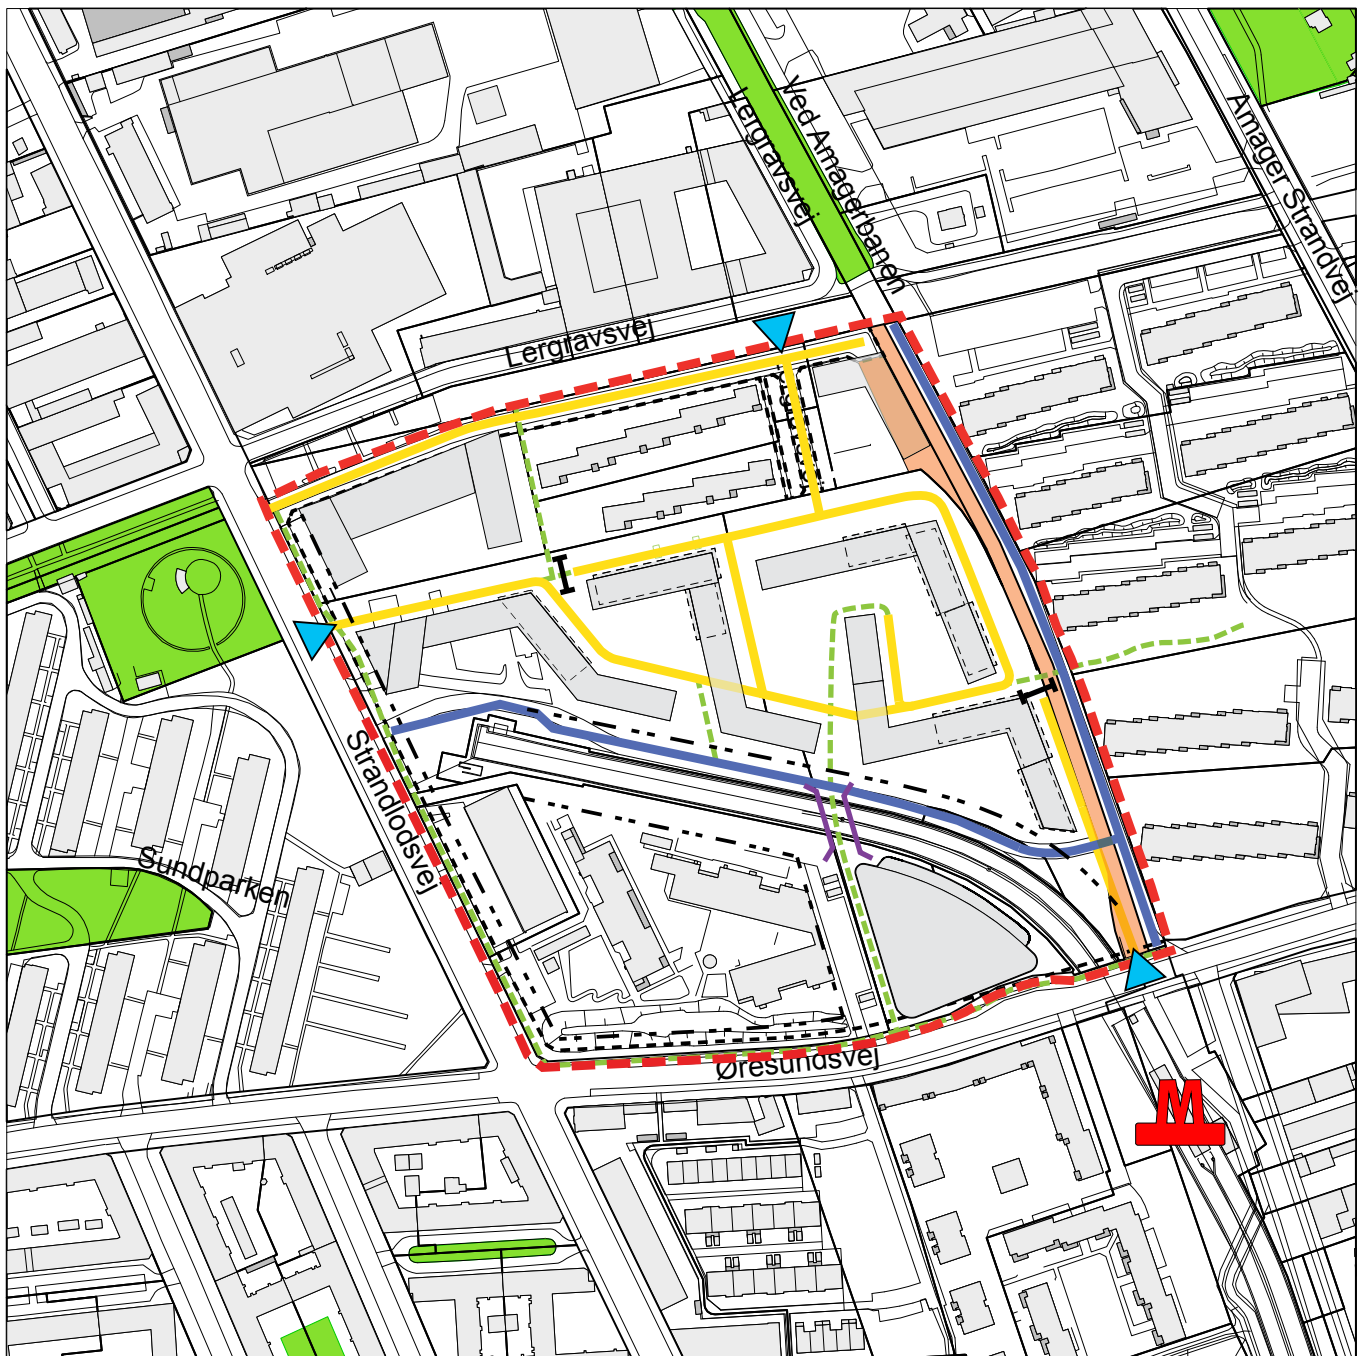 Ved Amagerbanen
Lergravsvej
Amager Strandvej
Lergravsvej
Strandlodsvej
Sundparken
Øresundsvej
M